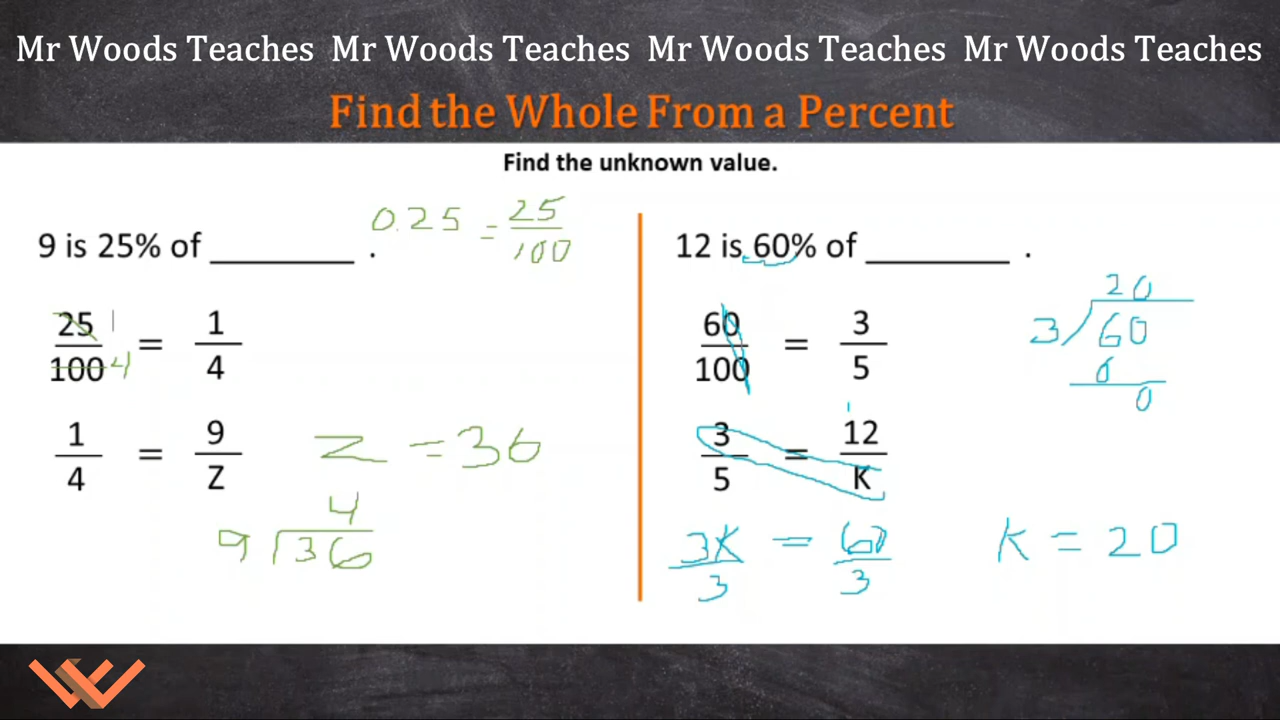 Mr Woods Teaches Mr Woods Teaches Mr Woods Teaches Mr Woods Teaches
Find the Whole From a Percent
Find the unknown value.
9 is 25% of ________ .
0.25 = 25/100
25/100 = 1/4
1
4
1/4 = 9/Z
Z = 36
4
9 36
12 is 60% of ________ .
60/100 = 3/5
20
3 60
6
0
3/5 = 12/K
3K/3 = 60/3
K = 20